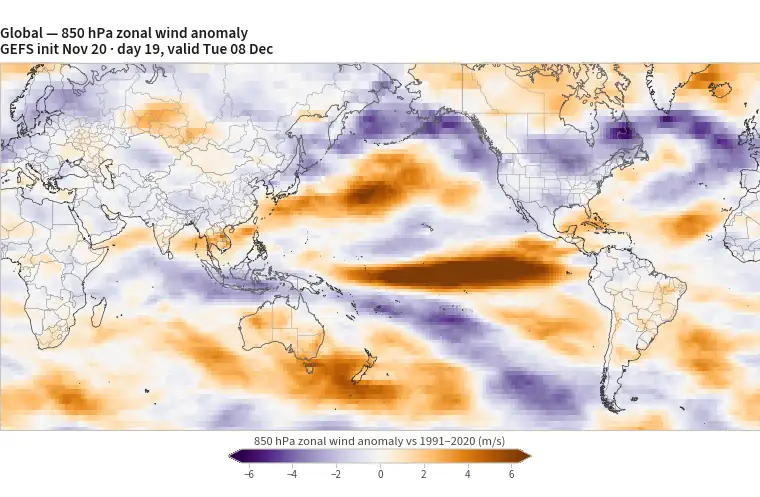 Global — 850 hPa zonal wind anomaly
GEFS init Nov 20 · day 19, valid Tue 08 Dec
850 hPa zonal wind anomaly vs 1991–2020 (m/s)
−6 −4 −2 0 2 4 6